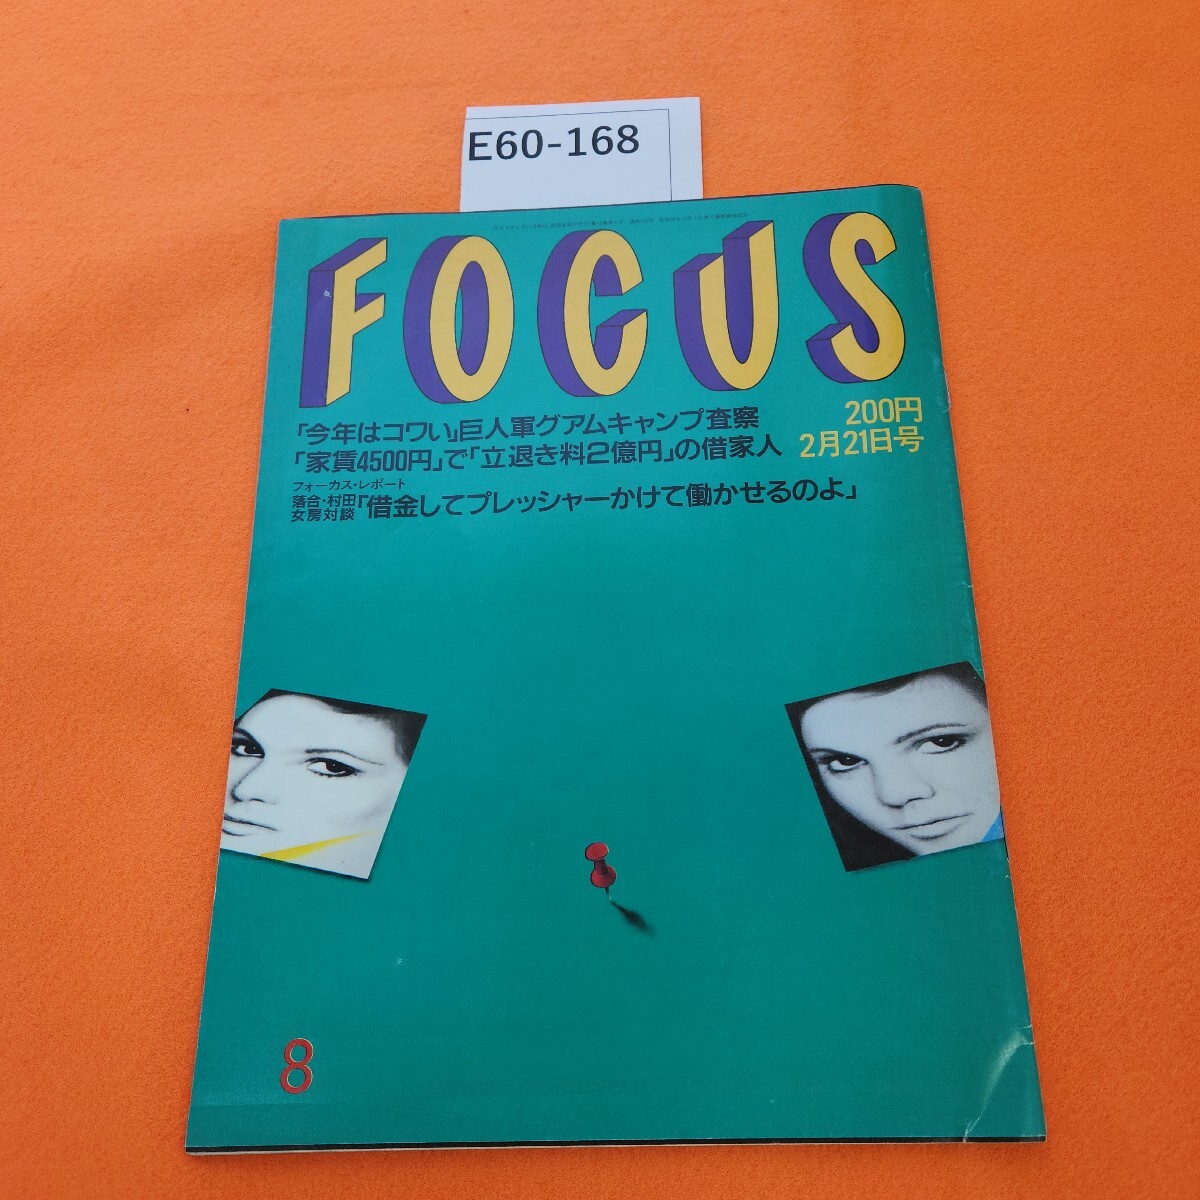 E60-168
FOCUS
「今年はコワい」巨人軍グアムキャンプ査察
「家賃4500円」で「立退き料2億円」の借家人
200円
2月21日号
フォーカス・レポート
落合・村田
女房対談
「借金してプレッシャーかけて働かせるのよ」
8